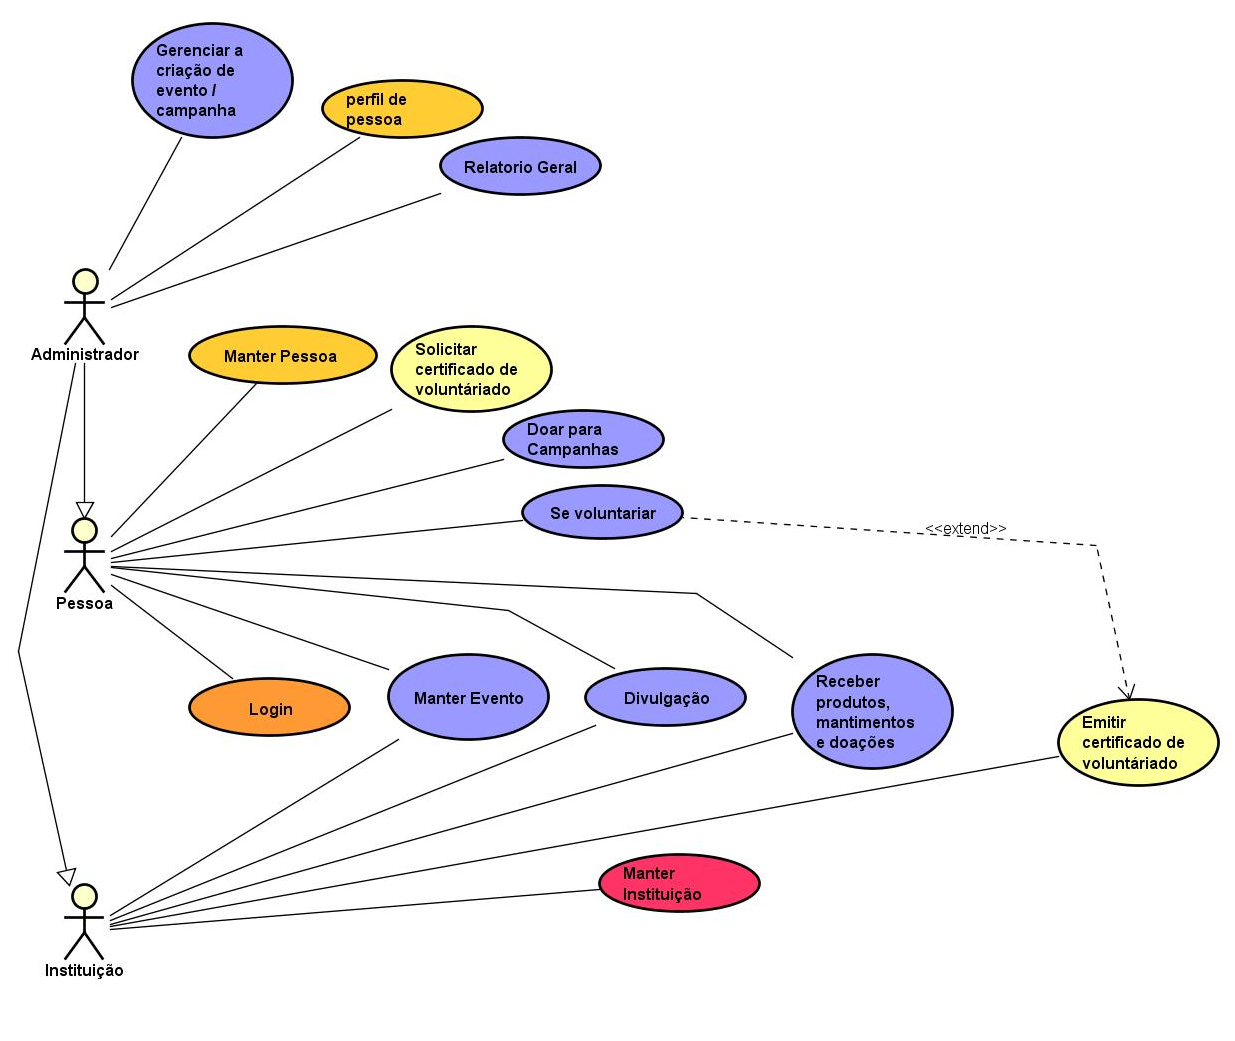 Gerenciar a
criação de
evento /
campanha
perfil de
pessoa
Relatorio Geral
Administrador
Manter Pessoa
Solicitar
certificado de
voluntáriado
Doar para
Campanhas
Se voluntariar
<<extend>>
Pessoa
Login
Manter Evento
Divulgação
Receber
produtos,
mantimentos
e doações
Emitir
certificado de
voluntáriado
Manter
Instituição
Instituição